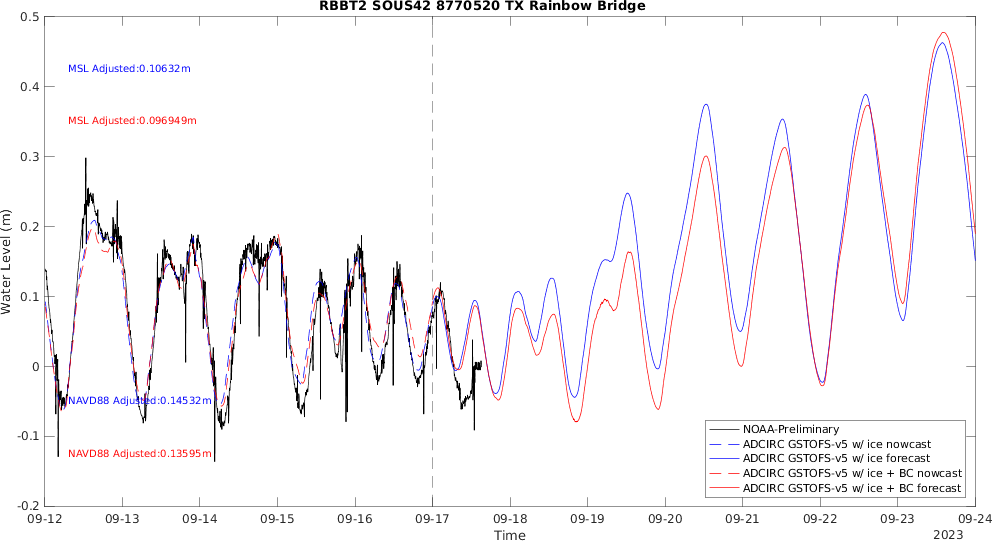 RBBT2 SOUS42 8770520 TX Rainbow Bridge
0.5
0.4
0.3
0.2
0.1
0
-0.1
-0.2
Water Level (m)
MSL Adjusted:0.10632m
MSL Adjusted:0.096949m
NAVD88 Adjusted:0.14532m
NAVD88 Adjusted:0.13595m
NOAA-Preliminary
ADCIRC GSTOFS-v5 w/ ice nowcast
ADCIRC GSTOFS-v5 w/ ice forecast
ADCIRC GSTOFS-v5 w/ ice + BC nowcast
ADCIRC GSTOFS-v5 w/ ice + BC forecast
09-12 09-13 09-14 09-15 09-16 09-17 09-18 09-19 09-20 09-21 09-22 09-23 09-24
Time
2023